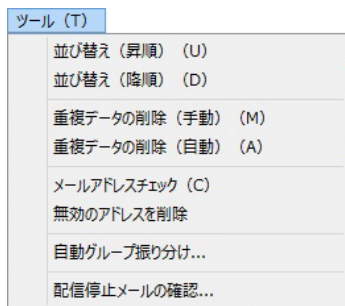 ツール（T）
並び替え（昇順）（U）
並び替え（降順）（D）
重複データの削除（手動）（M）
重複データの削除（自動）（A）
メールアドレスチェック（C）
無効のアドレスを削除
自動グループ振り分け...
配信停止メールの確認...